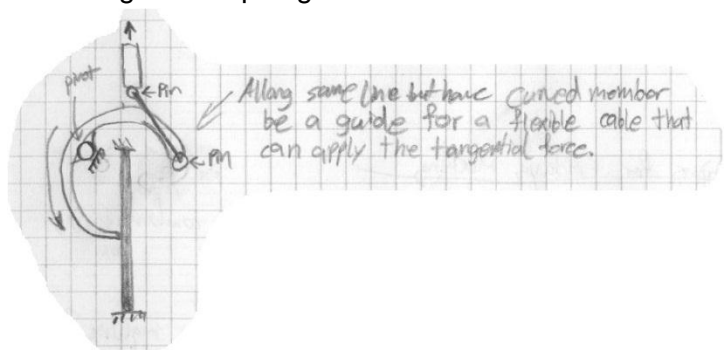 pivot
← Pin
← Pin
Allong same line but have curved member
be a guide for a flexible cable that
can apply the tangential force.